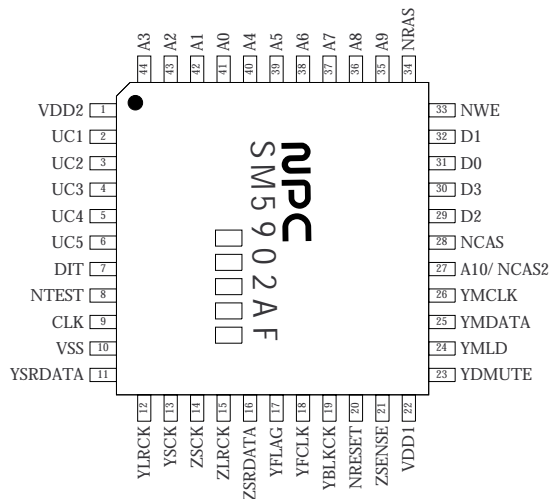 A3 A2 A1 A0 A4 A5 A6 A7 A8 A9 NRAS
44 43 42 41 40 39 38 37 36 35 34
VDD2 1
UC1 2
UC2 3
UC3 4
UC4 5
UC5 6
DIT 7
NTEST 8
CLK 9
VSS 10
YSRDATA 11
NPC
SM5902AF
33 NWE
32 D1
31 D0
30 D3
29 D2
28 NCAS
27 A10/ NCAS2
26 YMCLK
25 YMDATA
24 YMLD
23 YDMUTE
12 13 14 15 16 17 18 19 20 21 22
YLRCK YSCK ZSCK ZLRCK ZSRDATA YFLAG YFCLK YBLKCK NRESET ZSENSE VDD1